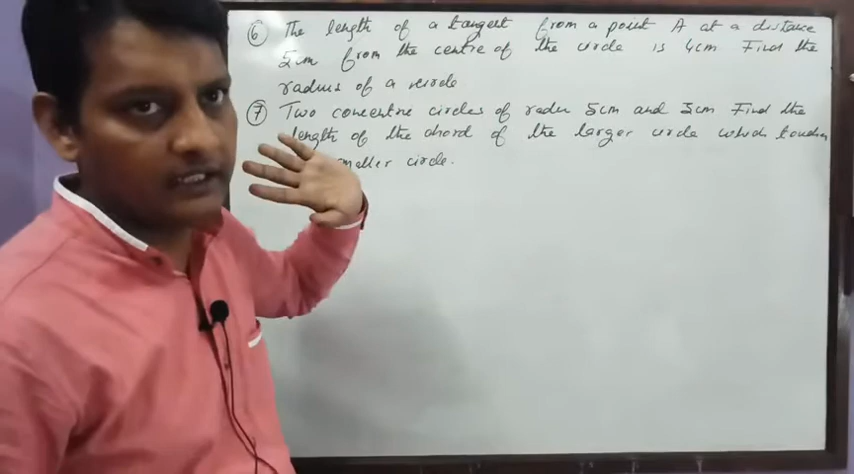 ⑥ The length of a tangent from a point A at a distance
5cm from the centre of the circle is 4cm Find the
radius of a circle
⑦ Two concentric circles of radii 5cm and 3cm Find the
length of the chord of the larger circle which touches
smaller circle.